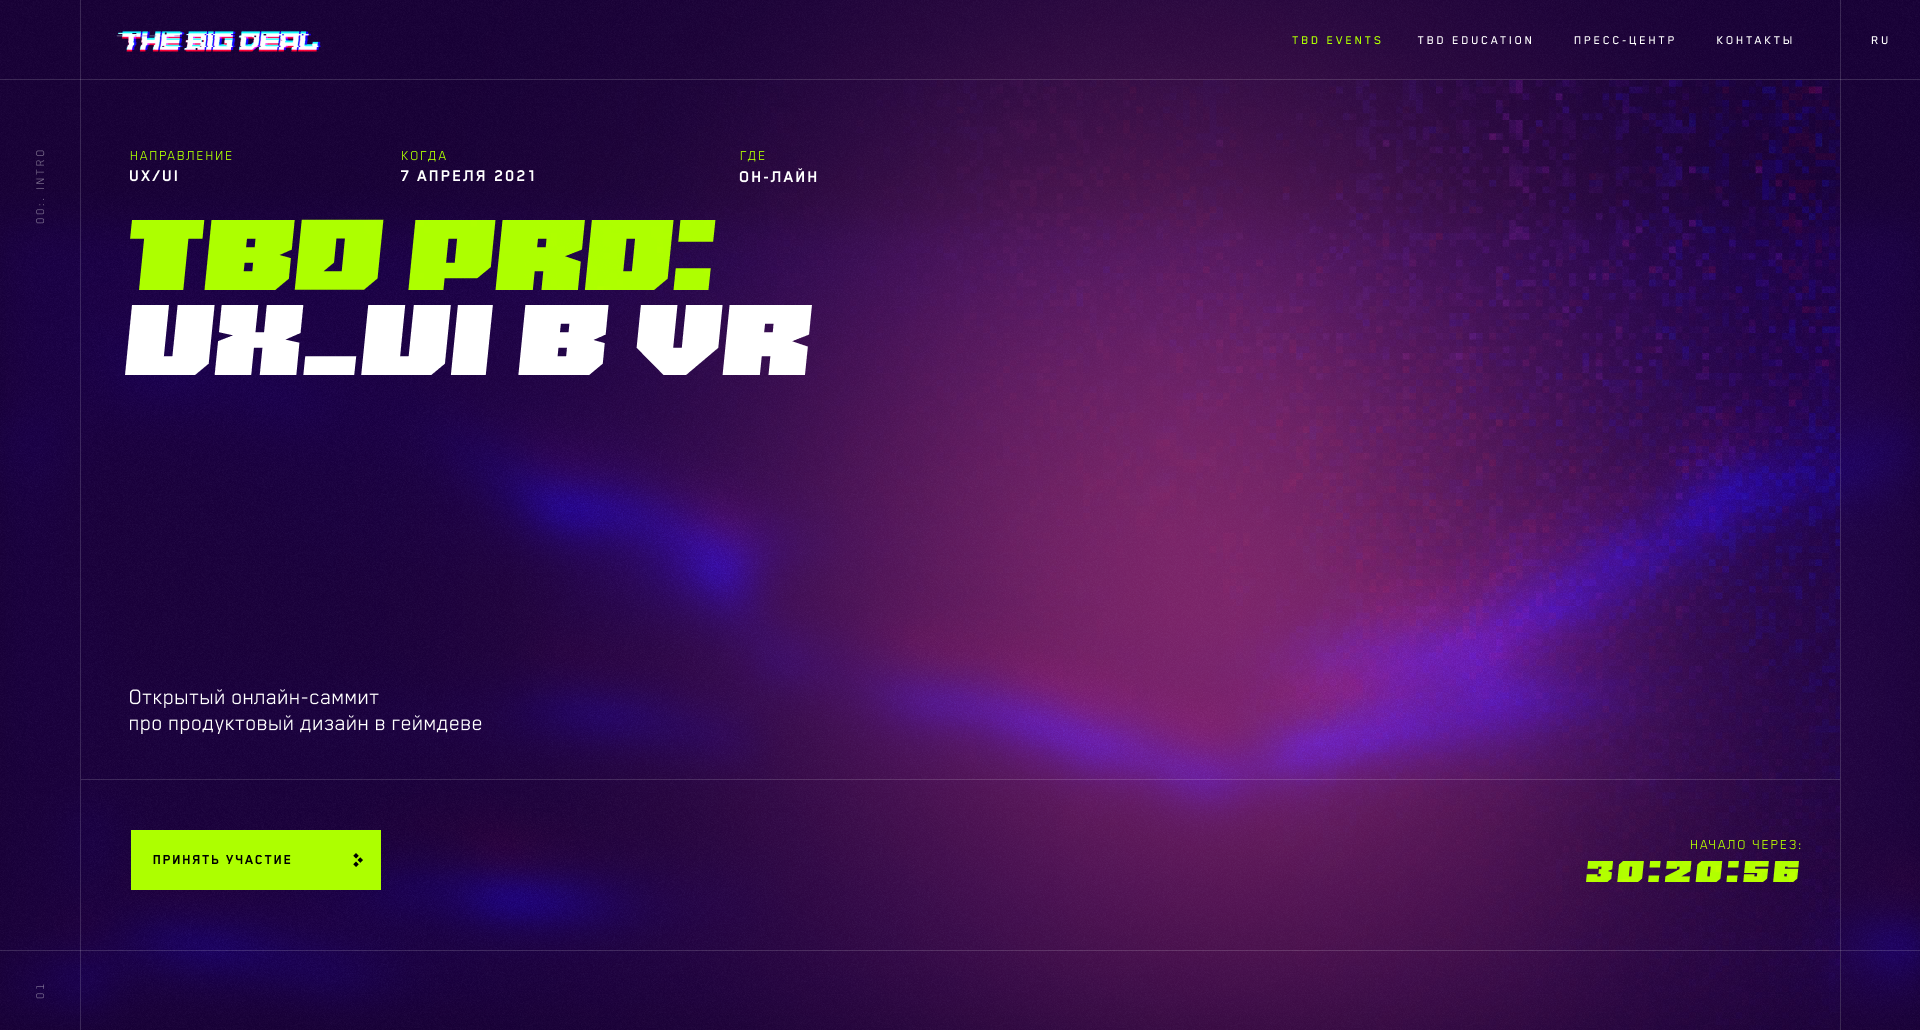 THE BIG DEAL
TBD EVENTS TBD EDUCATION ПРЕСС-ЦЕНТР КОНТАКТЫ RU
00:. INTRO
НАПРАВЛЕНИЕ КОГДА ГДЕ
UX/UI 7 АПРЕЛЯ 2021 ОН-ЛАЙН
TBD PRO:
UX_UI В VR
Открытый онлайн-саммит
про продуктовый дизайн в геймдеве
ПРИНЯТЬ УЧАСТИЕ
НАЧАЛО ЧЕРЕЗ:
30:20:56
01